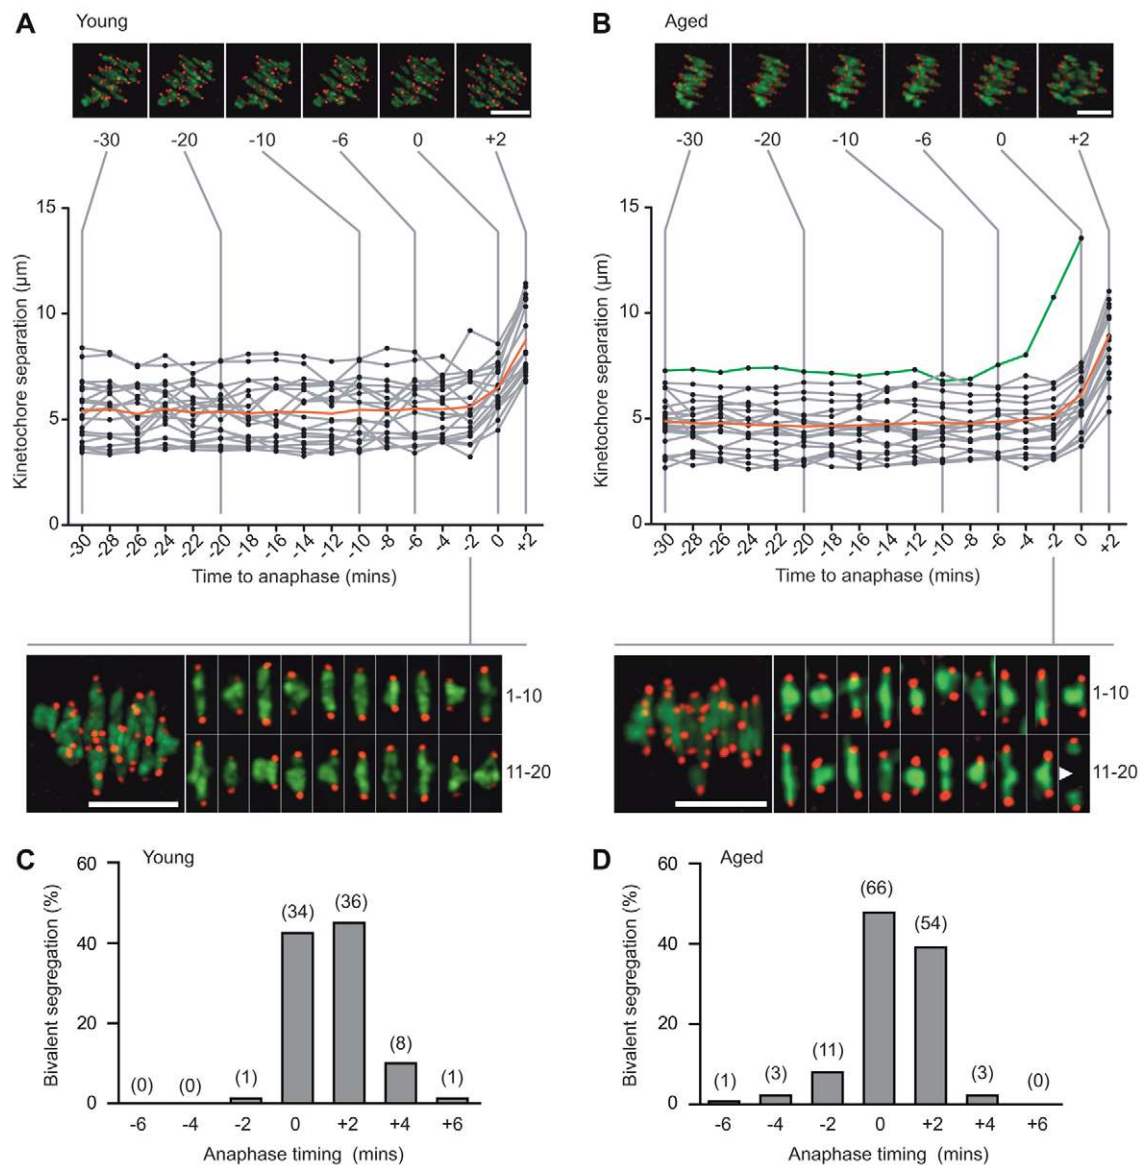 A Young
-30 -20 -10 -6 0 +2
15
10
5
0
Kinetochore separation (µm)
-30 -28 -26 -24 -22 -20 -18 -16 -14 -12 -10 -8 -6 -4 -2 0 +2
Time to anaphase (mins)
1-10
11-20
B Aged
-30 -20 -10 -6 0 +2
15
10
5
0
Kinetochore separation (µm)
-30 -28 -26 -24 -22 -20 -18 -16 -14 -12 -10 -8 -6 -4 -2 0 +2
Time to anaphase (mins)
1-10
11-20
C Young
60
40
20
0
Bivalent segregation (%)
(0) (0) (1) (34) (36) (8) (1)
-6 -4 -2 0 +2 +4 +6
Anaphase timing (mins)
D Aged
60
40
20
0
Bivalent segregation (%)
(1) (3) (11) (66) (54) (3) (0)
-6 -4 -2 0 +2 +4 +6
Anaphase timing (mins)